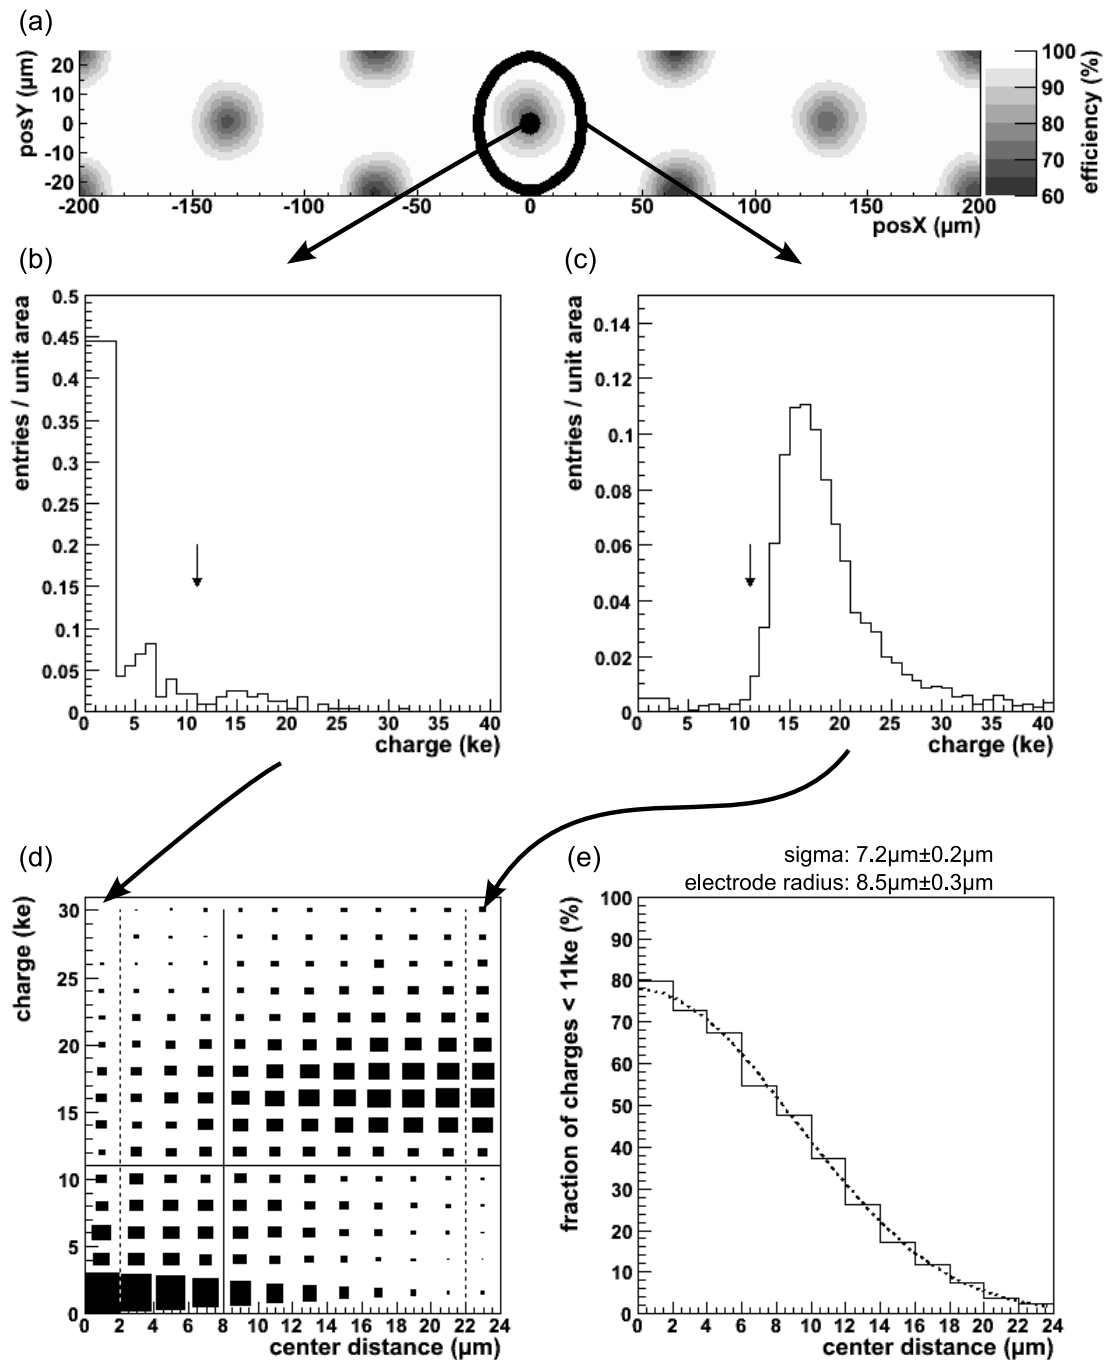 (a)
posY (µm)
20
10
0
-10
-20
-200 -150 -100 -50 0 50 100 150 200
posX (µm)
100
90
80
70
60
efficiency (%)
(b)
entries / unit area
0.5
0.45
0.4
0.35
0.3
0.25
0.2
0.15
0.1
0.05
0
0 5 10 15 20 25 30 35 40
charge (ke)
(c)
entries / unit area
0.14
0.12
0.1
0.08
0.06
0.04
0.02
0
0 5 10 15 20 25 30 35 40
charge (ke)
(d)
charge (ke)
30
25
20
15
10
5
0
0 2 4 6 8 10 12 14 16 18 20 22 24
center distance (µm)
(e)
sigma: 7.2µm±0.2µm
electrode radius: 8.5µm±0.3µm
fraction of charges < 11ke (%)
100
90
80
70
60
50
40
30
20
10
0
0 2 4 6 8 10 12 14 16 18 20 22 24
center distance (µm)